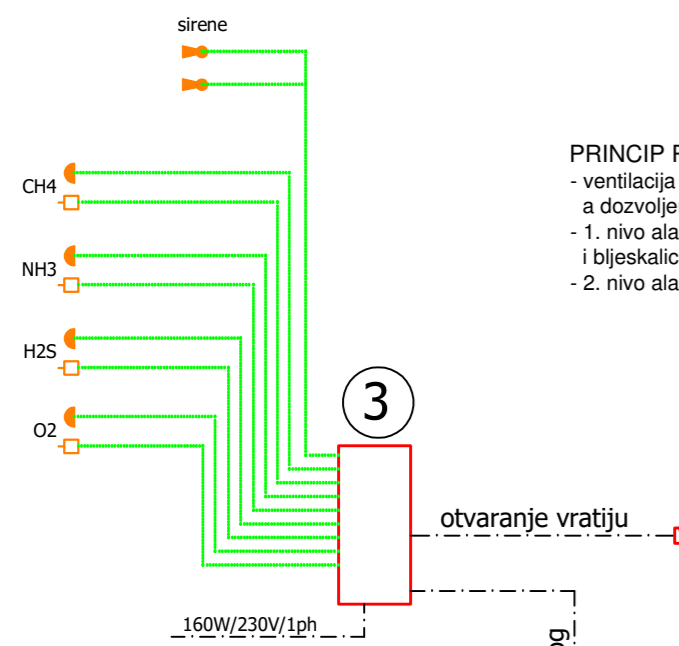 sirene
PRINCIP
- ventilacija
a dozvolje
- 1. nivo ala
i bljeskalic
- 2. nivo ala
CH4
NH3
H2S
O2
3
otvaranje vratiju
160W/230V/1ph
og